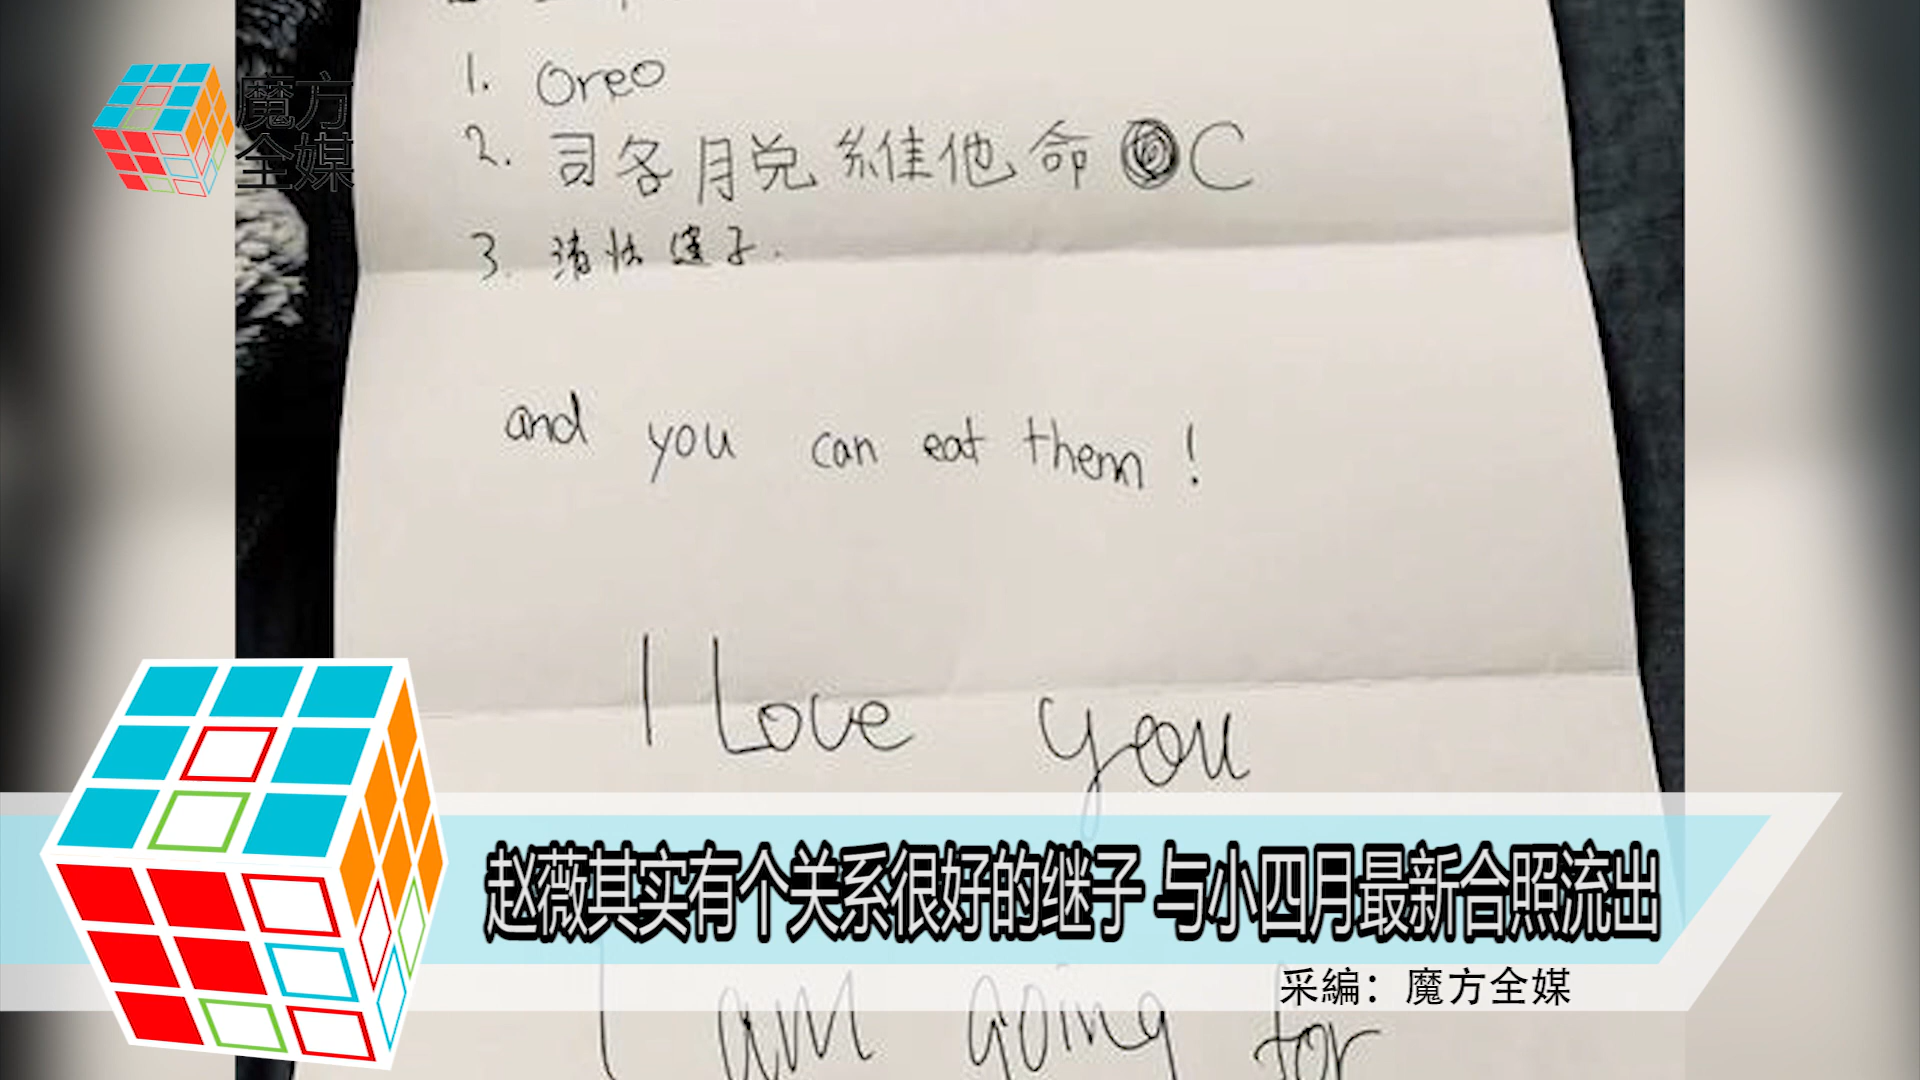 魔方
全媒
1. Oreo
2. 司各月兑維他命 C
3. 清怯
and you can eat them!
I Love you
赵薇其实有个关系很好的继子 与小四月最新合照流出
采编：魔方全媒
I am going for